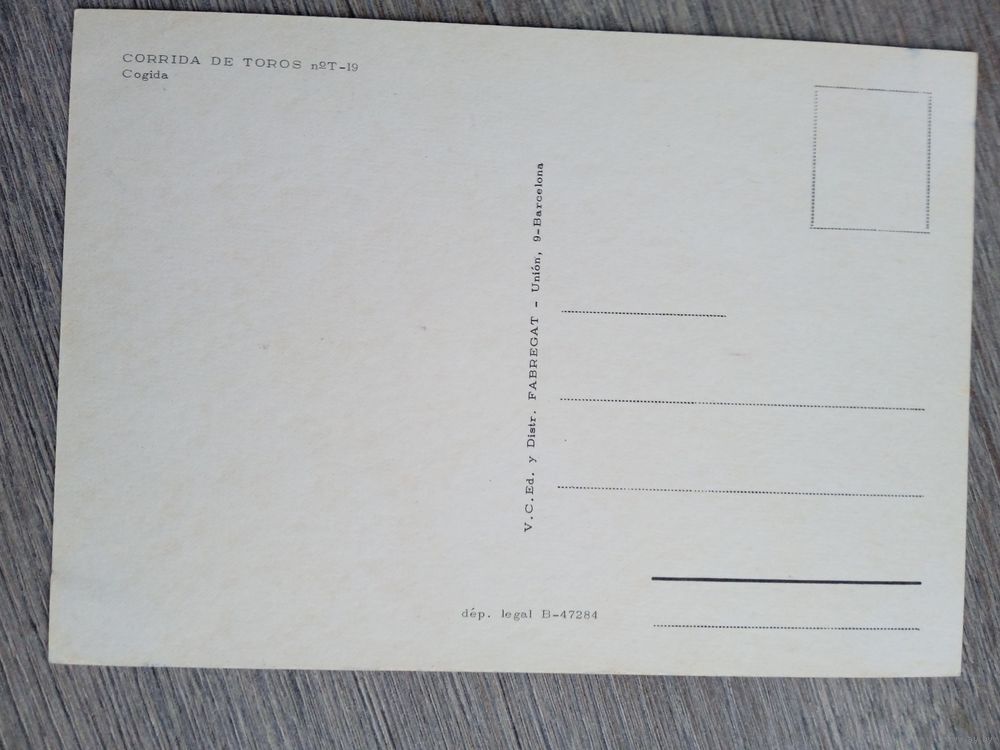 CORRIDA DE TOROS nºT-19
Cogida
V.C.Ed. y Distr. FABREGAT - Unión, 9-Barcelona
dép. legal B-47284